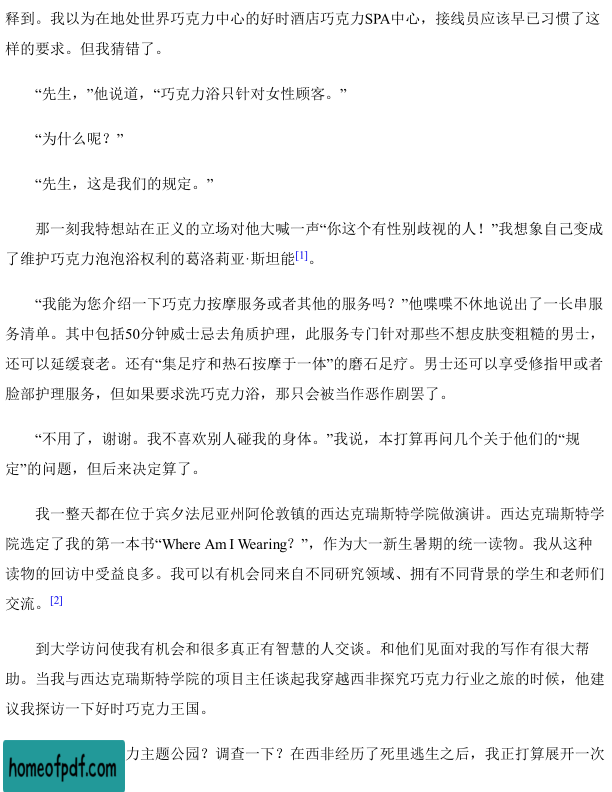 释到。我以为在地处世界巧克力中心的好时酒店巧克力SPA中心，接线员应该早已习惯了这
样的要求。但我猜错了。
“先生，”他说道，“巧克力浴只针对女性顾客。”
“为什么呢？”
“先生，这是我们的规定。”
那一刻我特想站在正义的立场对他大喊一声“你这个有性别歧视的人！”我想象自己变成
了维护巧克力泡泡浴权利的葛洛莉亚·斯坦能[1]。
“我能为您介绍一下巧克力按摩服务或者其他的服务吗？”他喋喋不休地说出了一长串服
务清单。其中包括50分钟威士忌去角质护理，此服务专门针对那些不想皮肤变粗糙的男士，
还可以延缓衰老。还有“集足疗和热石按摩于一体”的磨石足疗。男士还可以享受修指甲或者
脸部护理服务，但如果要求洗巧克力浴，那只会被当作恶作剧罢了。
“不用了，谢谢。我不喜欢别人碰我的身体。”我说，本打算再问几个关于他们的“规
定”的问题，但后来决定算了。
我一整天都在位于宾夕法尼亚州阿伦敦镇的西达克瑞斯特学院做演讲。西达克瑞斯特学
院选定了我的第一本书“Where Am I Wearing？”，作为大一新生暑期的统一读物。我从这种
读物的回访中受益良多。我可以有机会同来自不同研究领域、拥有不同背景的学生和老师们
交流。[2]
到大学访问使我有机会和很多真正有智慧的人交谈。和他们见面对我的写作有很大帮
助。当我与西达克瑞斯特学院的项目主任谈起我穿越西非探究巧克力行业之旅的时候，他建
议我探访一下好时巧克力王国。
力主题公园？调查一下？在西非经历了死里逃生之后，我正打算展开一次
homeofpdf.com